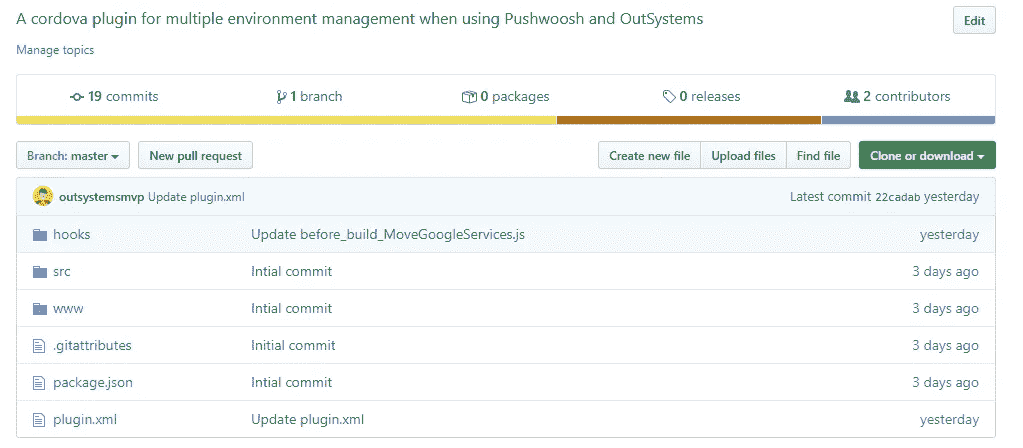 A cordova plugin for multiple environment management when using Pushwoosh and OutSystems Edit
Manage topics
19 commits 1 branch 0 packages 0 releases 2 contributors
Branch: master New pull request Create new file Upload files Find file Clone or download
outsystemsmvp Update plugin.xml Latest commit 22cadab yesterday
hooks Update before_build_MoveGoogleServices.js yesterday
src Intial commit 3 days ago
www Intial commit 3 days ago
.gitattributes Initial commit 3 days ago
package.json Intial commit 3 days ago
plugin.xml Update plugin.xml yesterday